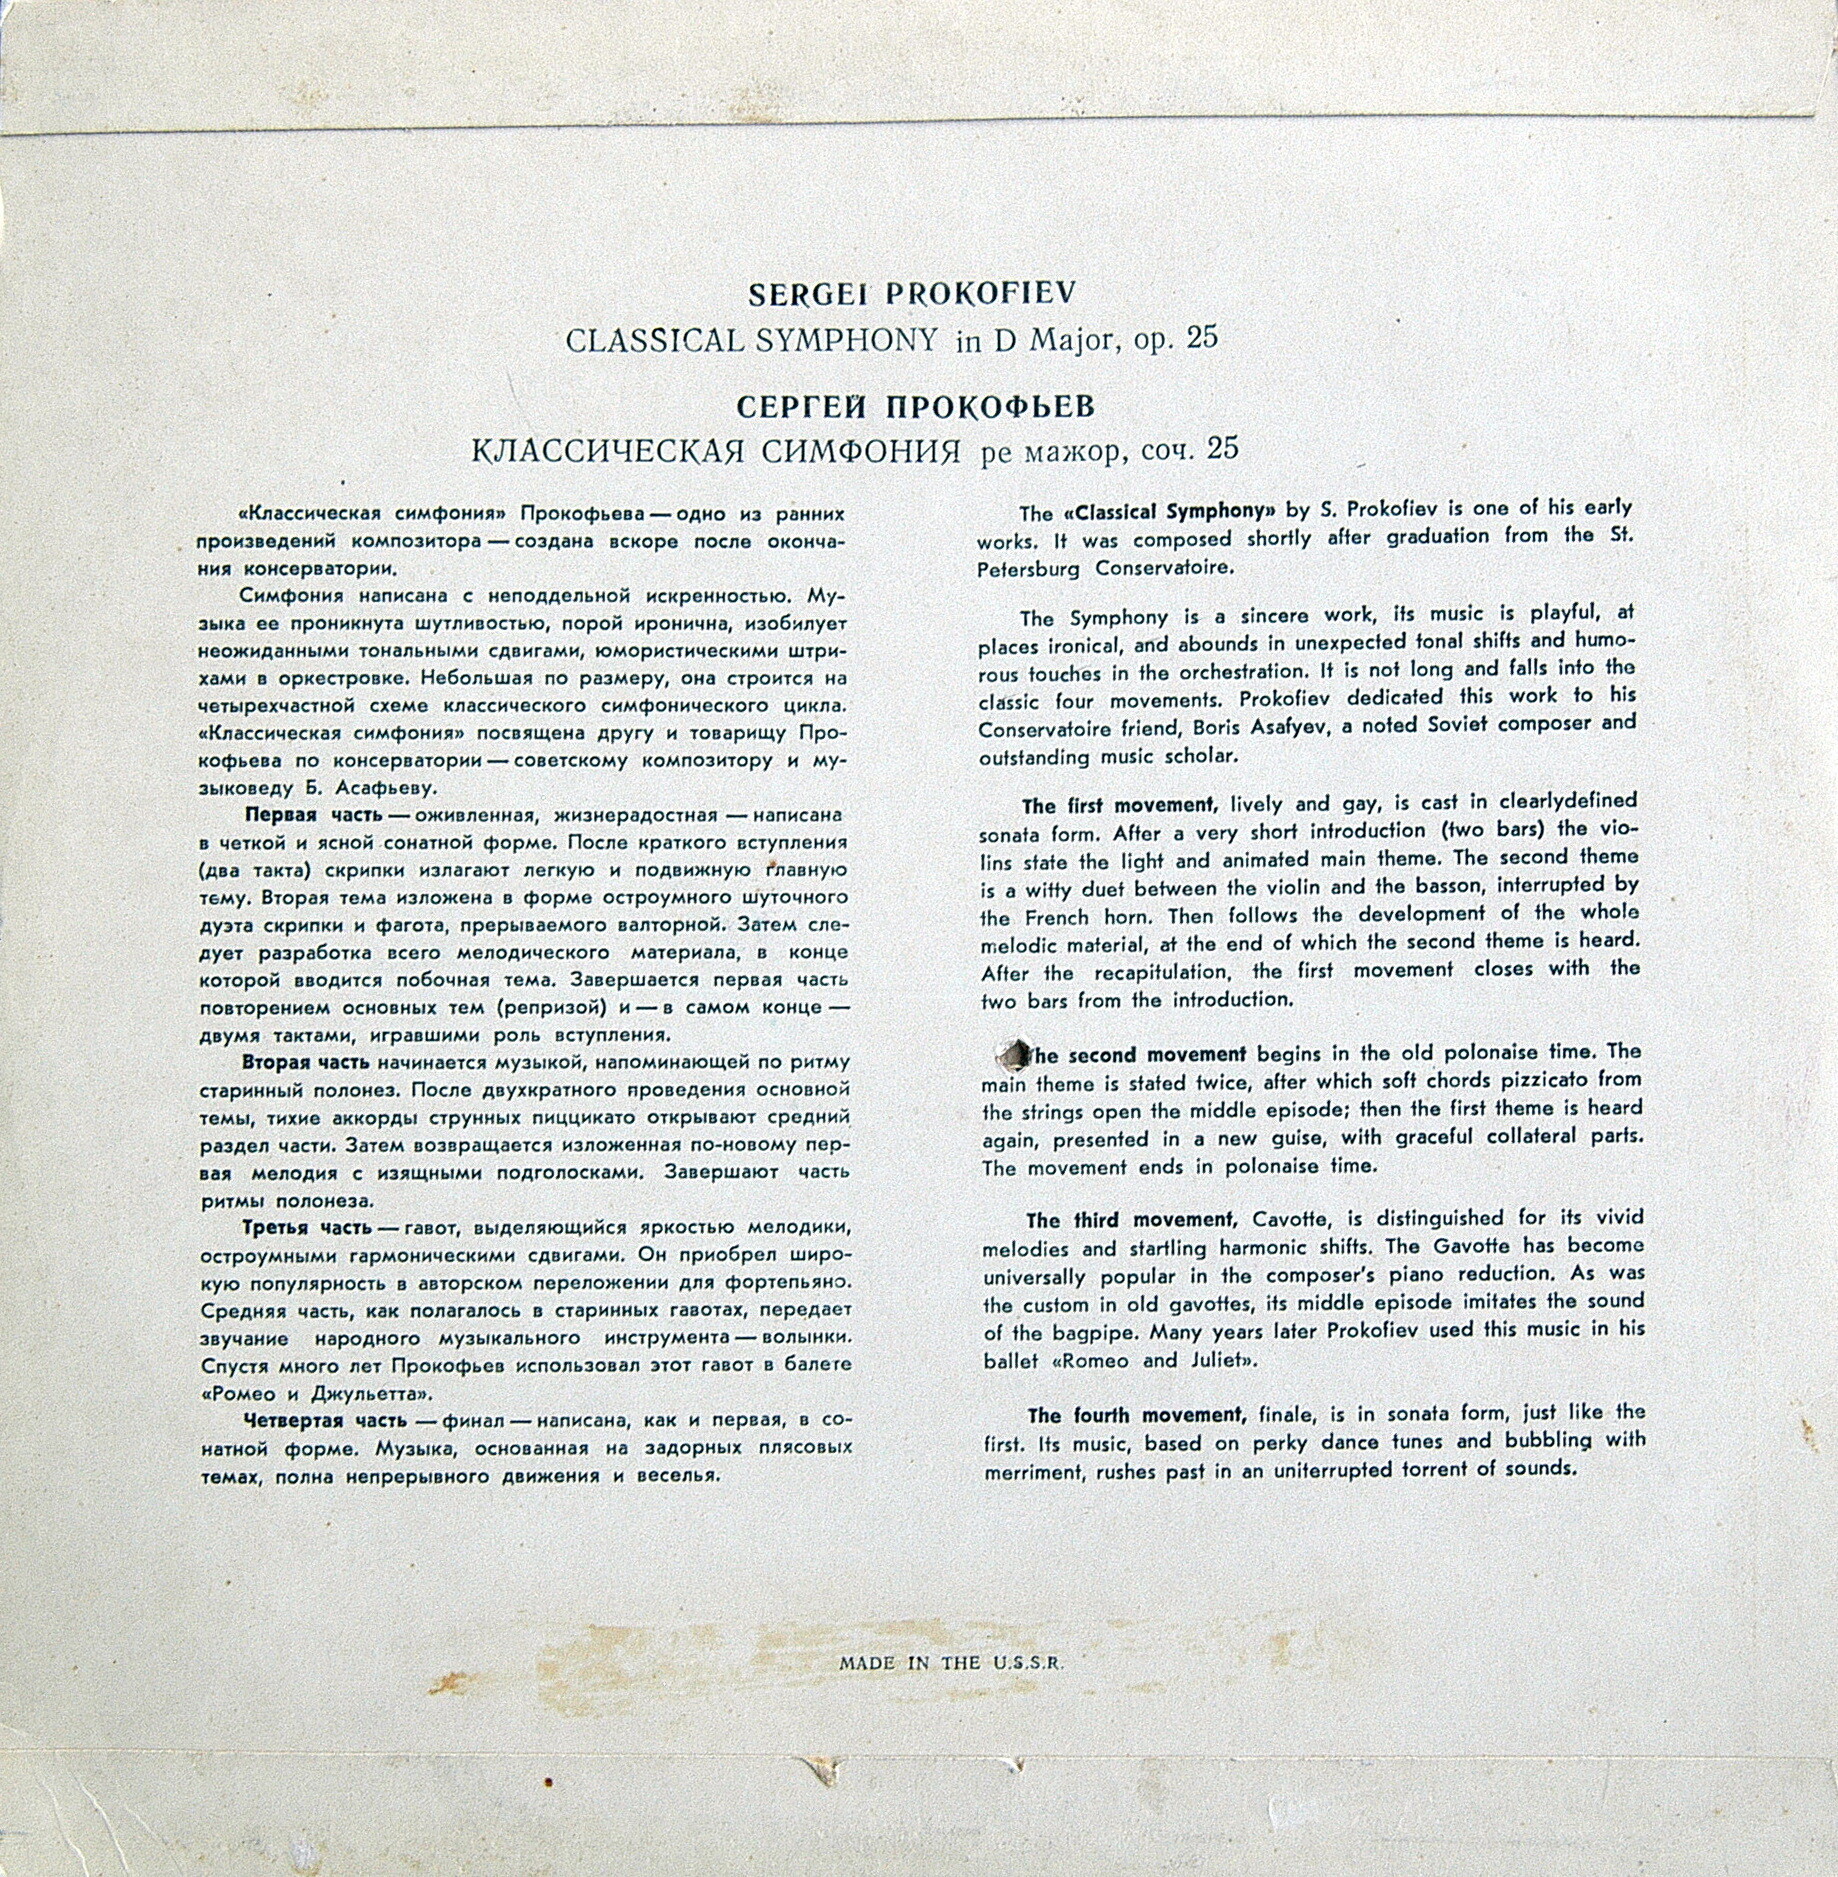 SERGEI PROKOFIEV
CLASSICAL SYMPHONY in D Major, op. 25
СЕРГЕЙ ПРОКОФЬЕВ
КЛАССИЧЕСКАЯ СИМФОНИЯ ре мажор, соч. 25
«Классическая симфония» Прокофьева — одно из ранних
произведений композитора — создана вскоре после оконча-
ния консерватории.
Симфония написана с неподдельной искренностью. Му-
зыка ее проникнута шутливостью, порой иронична, изобилует
неожиданными тональными сдвигами, юмористическими штри-
хами в оркестровке. Небольшая по размеру, она строится на
четырехчастной схеме классического симфонического цикла.
«Классическая симфония» посвящена другу и товарищу Про-
кофьева по консерватории — советскому композитору и му-
зыковеду Б. Асафьеву.
Первая часть — оживленная, жизнерадостная — написана
в четкой и ясной сонатной форме. После краткого вступления
(два такта) скрипки излагают легкую и подвижную главную
тему. Вторая тема изложена в форме остроумного шуточного
дуэта скрипки и фагота, прерываемого валторной. Затем сле-
дует разработка всего мелодического материала, в конце
которой вводится побочная тема. Завершается первая часть
повторением основных тем (репризой) и — в самом конце —
двумя тактами, игравшими роль вступления.
Вторая часть начинается музыкой, напоминающей по ритму
старинный полонез. После двухкратного проведения основной
темы, тихие аккорды струнных пиццикато открывают средний
раздел части. Затем возвращается изложенная по-новому пер-
вая мелодия с изящными подголосками. Завершают часть
ритмы полонеза.
Третья часть — гавот, выделяющийся яркостью мелодики,
остроумными гармоническими сдвигами. Он приобрел широ-
кую популярность в авторском переложении для фортепьяно.
Средняя часть, как полагалось в старинных гавотах, передает
звучание народного музыкального инструмента — волынки.
Спустя много лет Прокофьев использовал этот гавот в балете
«Ромео и Джульетта».
Четвертая часть — финал — написана, как и первая, в со-
натной форме. Музыка, основанная на задорных плясовых
темах, полна непрерывного движения и веселья.
The «Classical Symphony» by S. Prokofiev is one of his early
works. It was composed shortly after graduation from the St.
Petersburg Conservatoire.
The Symphony is a sincere work, its music is playful, at
places ironical, and abounds in unexpected tonal shifts and humo-
rous touches in the orchestration. It is not long and falls into the
classic four movements. Prokofiev dedicated this work to his
Conservatoire friend, Boris Asafyev, a noted Soviet composer and
outstanding music scholar.
The first movement, lively and gay, is cast in clearlydefined
sonata form. After a very short introduction (two bars) the vio-
lins state the light and animated main theme. The second theme
is a witty duet between the violin and the basson, interrupted by
the French horn. Then follows the development of the whole
melodic material, at the end of which the second theme is heard.
After the recapitulation, the first movement closes with the
two bars from the introduction.
he second movement begins in the old polonaise time. The
main theme is stated twice, after which soft chords pizzicato from
the strings open the middle episode; then the first theme is heard
again, presented in a new guise, with graceful collateral parts.
The movement ends in polonaise time.
The third movement, Cavotte, is distinguished for its vivid
melodies and startling harmonic shifts. The Gavotte has become
universally popular in the composer's piano reduction. As was
the custom in old gavottes, its middle episode imitates the sound
of the bagpipe. Many years later Prokofiev used this music in his
ballet «Romeo and Juliet».
The fourth movement, finale, is in sonata form, just like the
first. Its music, based on perky dance tunes and bubbling with
merriment, rushes past in an uniterrupted torrent of sounds.
MADE IN THE U.S.S.R.